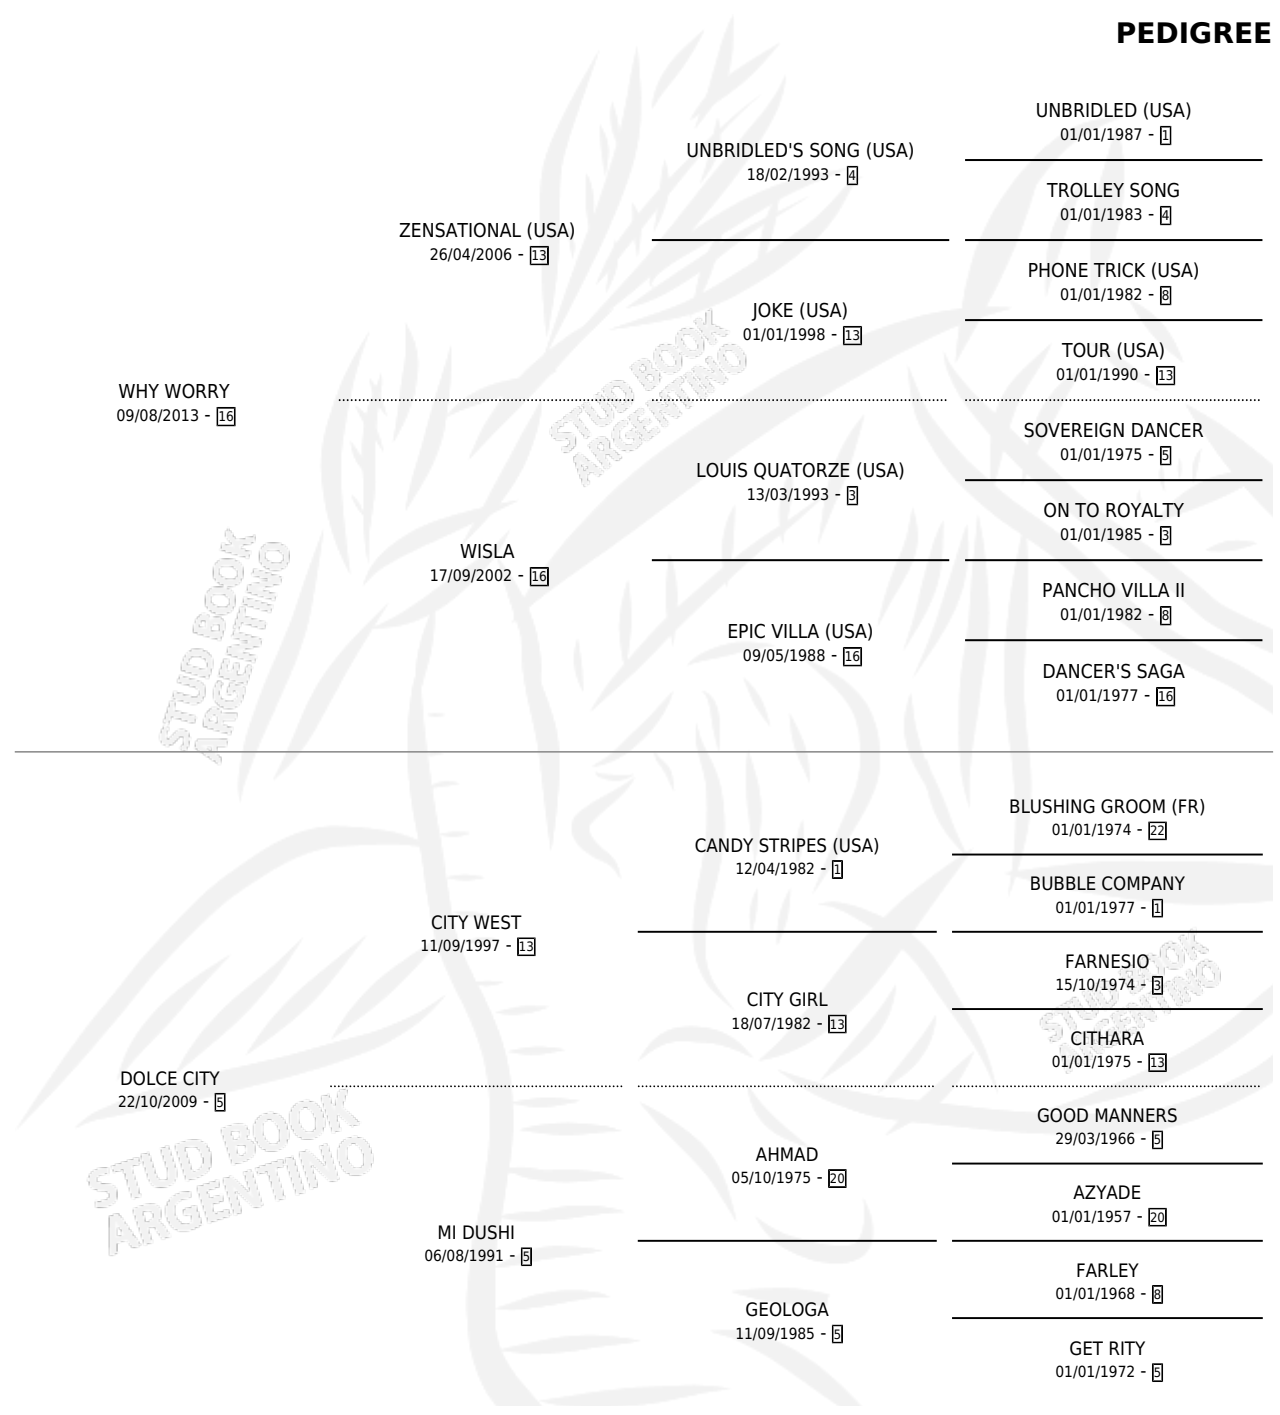 PEDIGREE
UNBRIDLED (USA)
01/01/1987 - 1
UNBRIDLED'S SONG (USA)
18/02/1993 - 4
TROLLEY SONG
01/01/1983 - 4
ZENSATIONAL (USA)
26/04/2006 - 13
PHONE TRICK (USA)
01/01/1982 - 8
JOKE (USA)
01/01/1998 - 13
TOUR (USA)
01/01/1990 - 13
WHY WORRY
09/08/2013 - 16
STUD BOOK
ARGENTINO
SOVEREIGN DANCER
01/01/1975 - 5
LOUIS QUATORZE (USA)
13/03/1993 - 3
ON TO ROYALTY
01/01/1985 - 3
WISLA
17/09/2002 - 16
PANCHO VILLA II
01/01/1982 - 8
EPIC VILLA (USA)
09/05/1988 - 16
DANCER'S SAGA
01/01/1977 - 16
STUD BOOK
ARGENTINO
BLUSHING GROOM (FR)
01/01/1974 - 22
CANDY STRIPES (USA)
12/04/1982 - 1
BUBBLE COMPANY
01/01/1977 - 1
CITY WEST
11/09/1997 - 13
FARNESIO
15/10/1974 - 3
STUD BOOK
ARGENTINO
CITY GIRL
18/07/1982 - 13
CITHARA
01/01/1975 - 13
DOLCE CITY
22/10/2009 - 5
STUD BOOK
ARGENTINO
GOOD MANNERS
29/03/1966 - 5
AHMAD
05/10/1975 - 20
AZYADE
01/01/1957 - 20
MI DUSHI
06/08/1991 - 5
FARLEY
01/01/1968 - 8
GEOLOGA
11/09/1985 - 5
GET RITY
01/01/1972 - 5